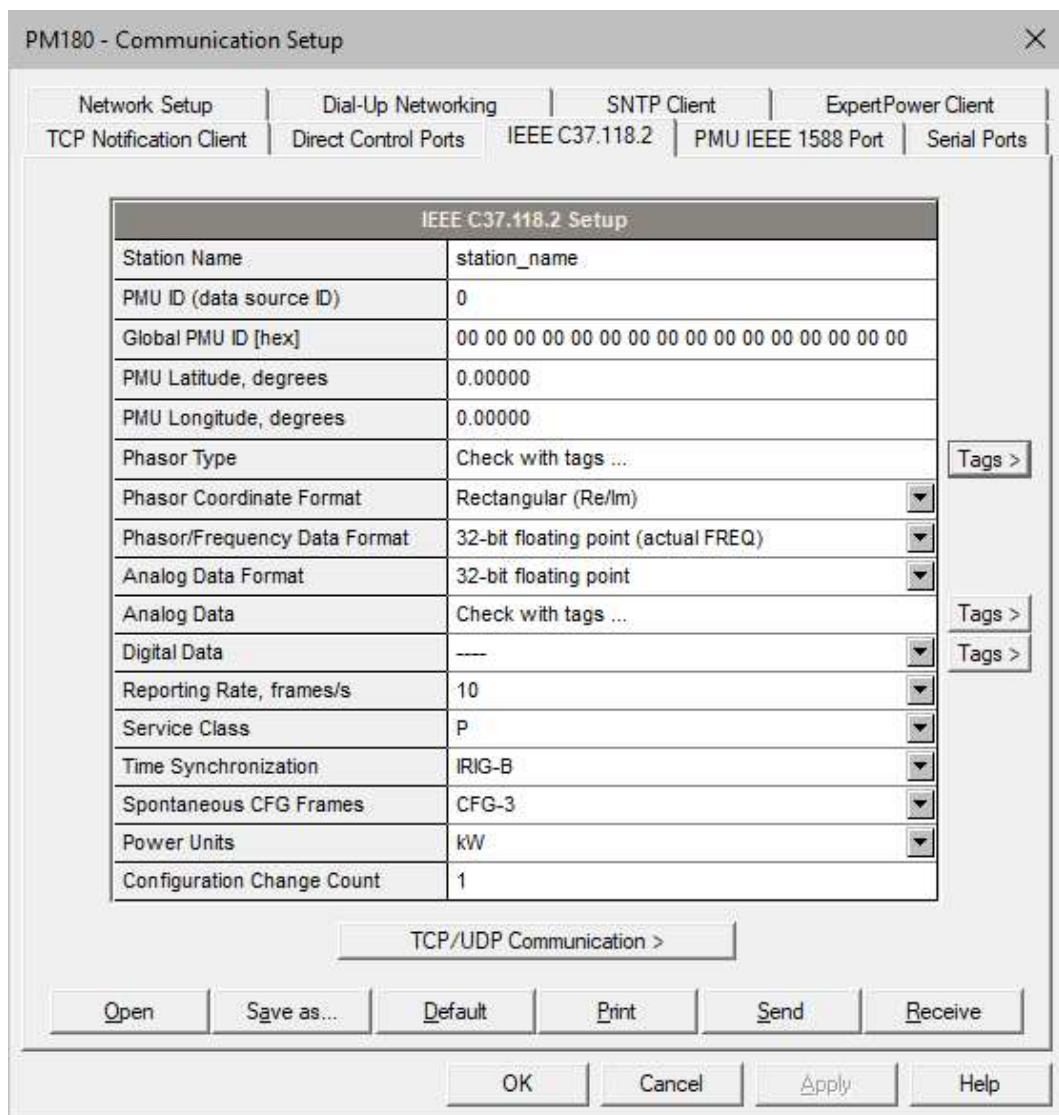 PM180 - Communication Setup
Network Setup Dial-Up Networking SNTP Client ExpertPower Client
TCP Notification Client Direct Control Ports IEEE C37.118.2 PMU IEEE 1588 Port Serial Ports
IEEE C37.118.2 Setup
Station Name station_name
PMU ID (data source ID) 0
Global PMU ID [hex] 00 00 00 00 00 00 00 00 00 00 00 00 00 00 00 00
PMU Latitude, degrees 0.00000
PMU Longitude, degrees 0.00000
Phasor Type Check with tags ... Tags >
Phasor Coordinate Format Rectangular (Re/Im)
Phasor/Frequency Data Format 32-bit floating point (actual FREQ)
Analog Data Format 32-bit floating point
Analog Data Check with tags ... Tags >
Digital Data ---- Tags >
Reporting Rate, frames/s 10
Service Class P
Time Synchronization IRIG-B
Spontaneous CFG Frames CFG-3
Power Units kW
Configuration Change Count 1
TCP/UDP Communication >
Open Save as... Default Print Send Receive
OK Cancel Apply Help